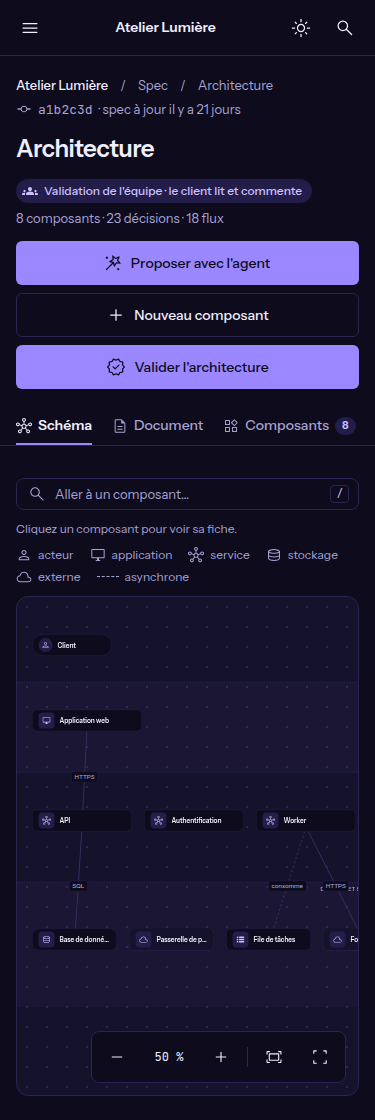 Atelier Lumière
Atelier Lumière / Spec / Architecture
a1b2c3d · spec à jour il y a 21 jours
Architecture
Validation de l'équipe · le client lit et commente
8 composants · 23 décisions · 18 flux
Proposer avec l'agent
Nouveau composant
Valider l'architecture
Schéma Document Composants 8
Aller à un composant... /
Cliquez un composant pour voir sa fiche.
acteur application service stockage
externe asynchrone
Client
Application web
HTTPS
API Authentification Worker
SQL consomme HTTPS
Base de donné... Passerelle de p... File de tâches Fo
50 %